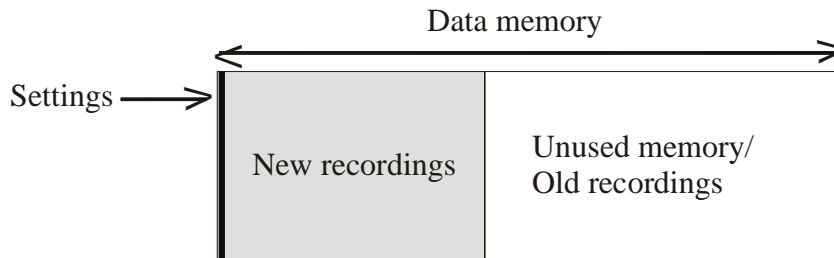 Data memory
Settings
New recordings
Unused memory/
Old recordings